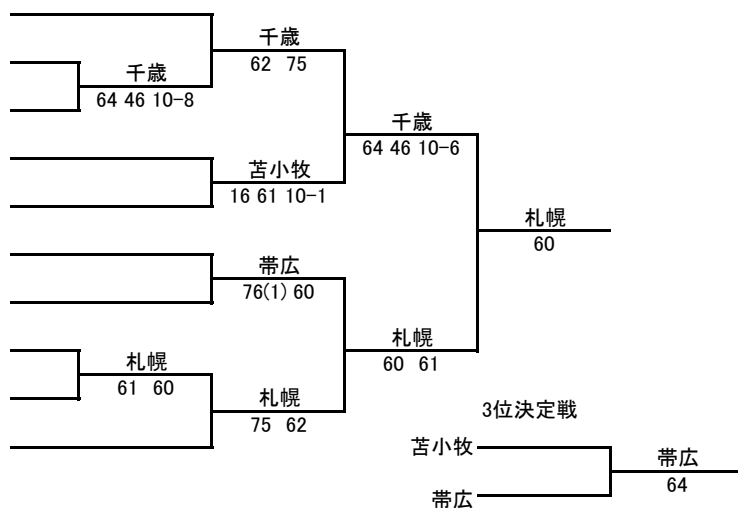 千歳
62 75
千歳
64 46 10-8
千歳
64 46 10-6
苫小牧
16 61 10-1
札幌
60
帯広
76(1) 60
札幌
60 61
札幌
61 60
札幌
75 62
3位決定戦
苫小牧
帯広
64
帯広